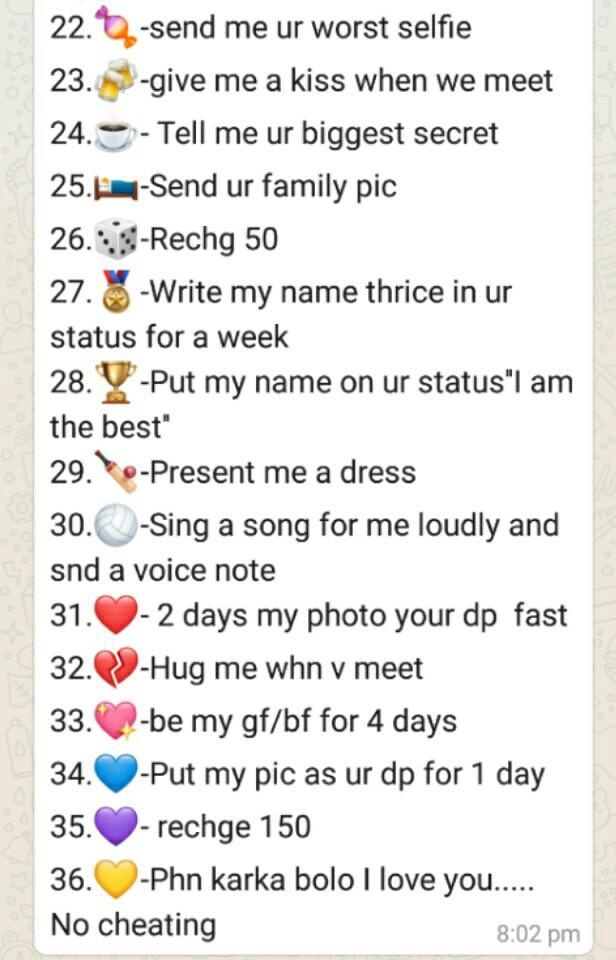 22.🍬-send me ur worst selfie
23.🍻-give me a kiss when we meet
24.☕- Tell me ur biggest secret
25.🛌-Send ur family pic
26.🎲-Rechg 50
27.🏅-Write my name thrice in ur
status for a week
28.🏆-Put my name on ur status"I am
the best"
29.🏏-Present me a dress
30.🏐-Sing a song for me loudly and
snd a voice note
31.❤️- 2 days my photo your dp  fast
32.💔-Hug me whn v meet
33.💖-be my gf/bf for 4 days
34.💙-Put my pic as ur dp for 1 day
35.💜- rechge 150
36.💛-Phn karka bolo I love you.....
No cheating
8:02 pm